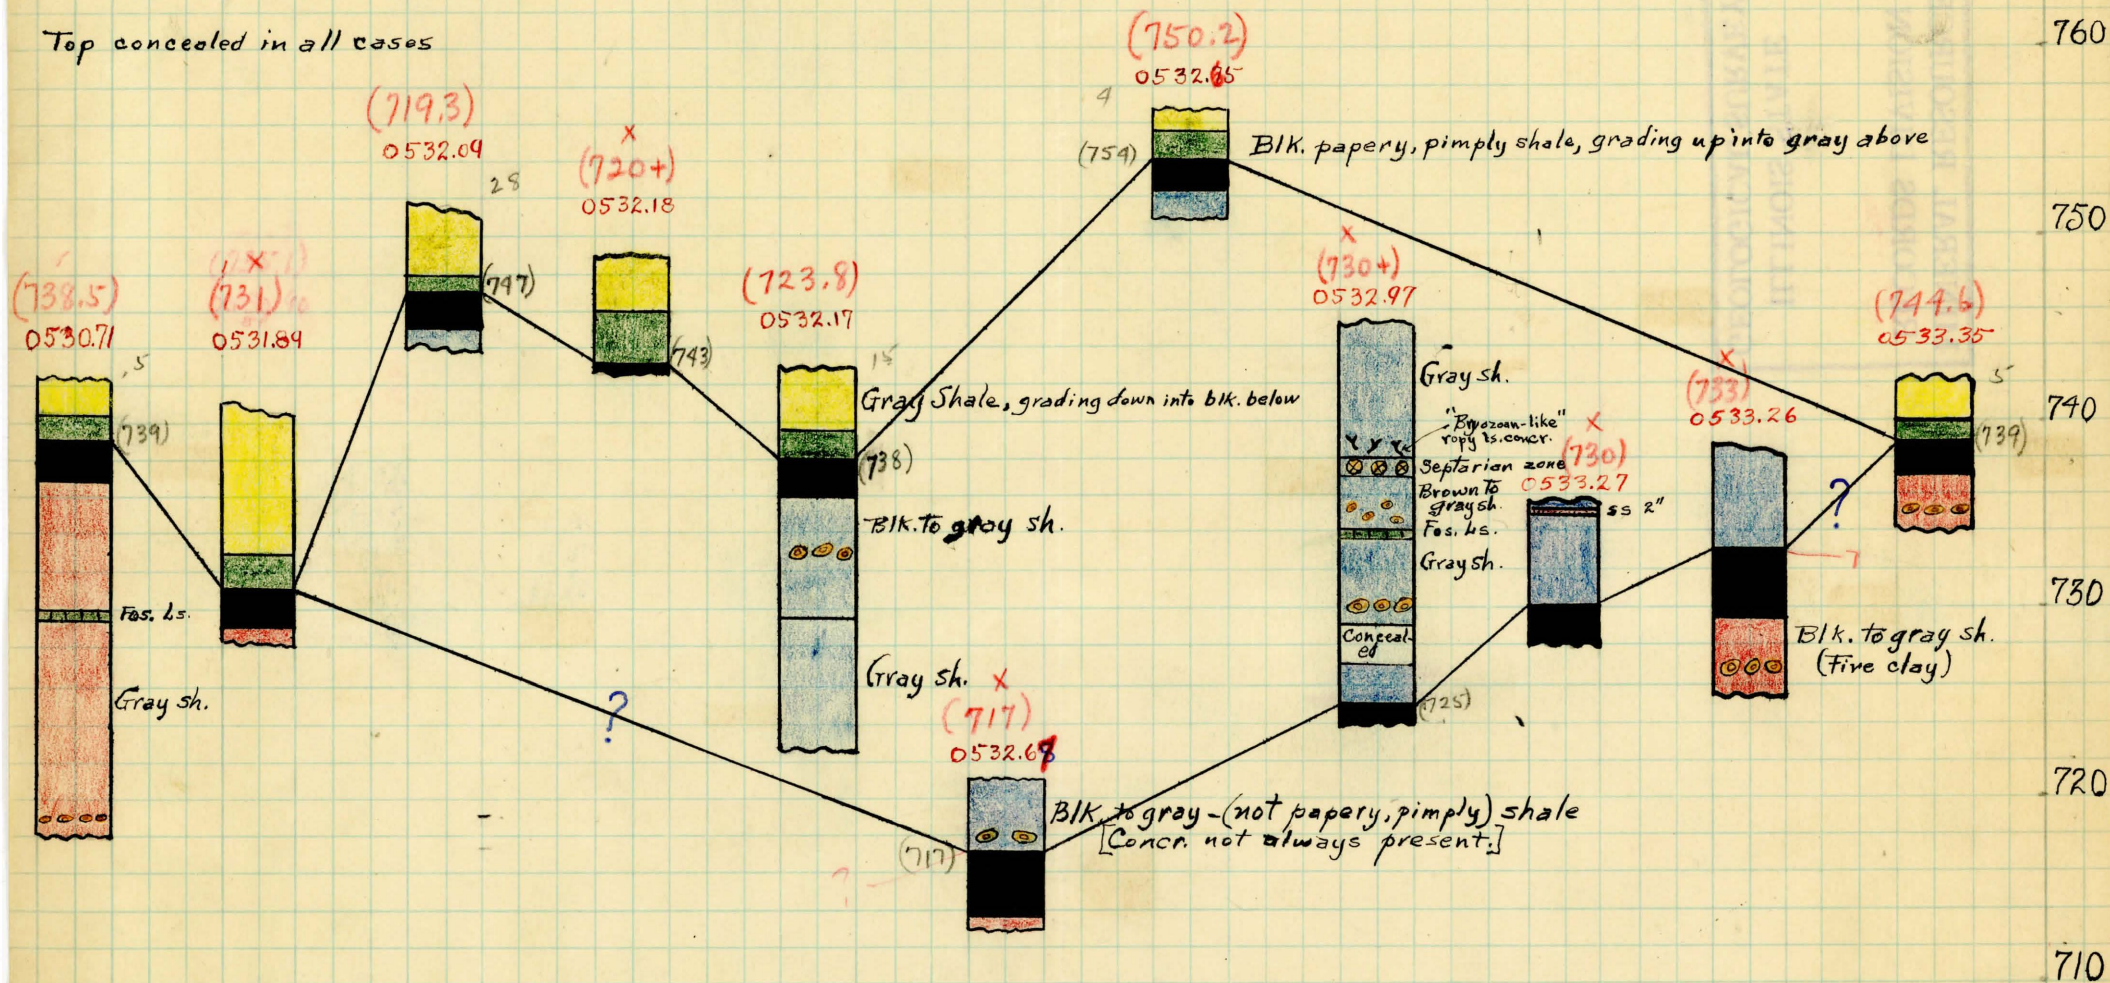 Top concealed in all cases
760
750
740
730
720
710
(738.5)
0530.71
.5
(739)
Fos. Ls.
Gray sh.
x
(731)
0531.84
(719.3)
0532.09
28
(747)
x
(720+)
0532.18
(743)
(723.8)
0532.17
15
Gray Shale, grading down into blk. below
(738)
Blk. to gray sh.
Gray sh.
?
x
(717)
0532.67
(717)
?
Blk. to gray - (not papery, pimply) shale
[Concr. not always present.]
(750.2)
0532.85
4
(754)
Blk. papery, pimply shale, grading up into gray above
x
(730+)
0532.97
Gray sh.
"Bryozoan-like"
ropy ls. concr.
Septarian zone
Brown to
gray sh.
Fos. Ls.
Gray sh.
Conceal-
ed
(725)
x
(730)
0533.27
ss 2"
x
(733)
0533.26
?
?
Blk. to gray sh.
(Fire clay)
(744.6)
0533.35
5
(739)